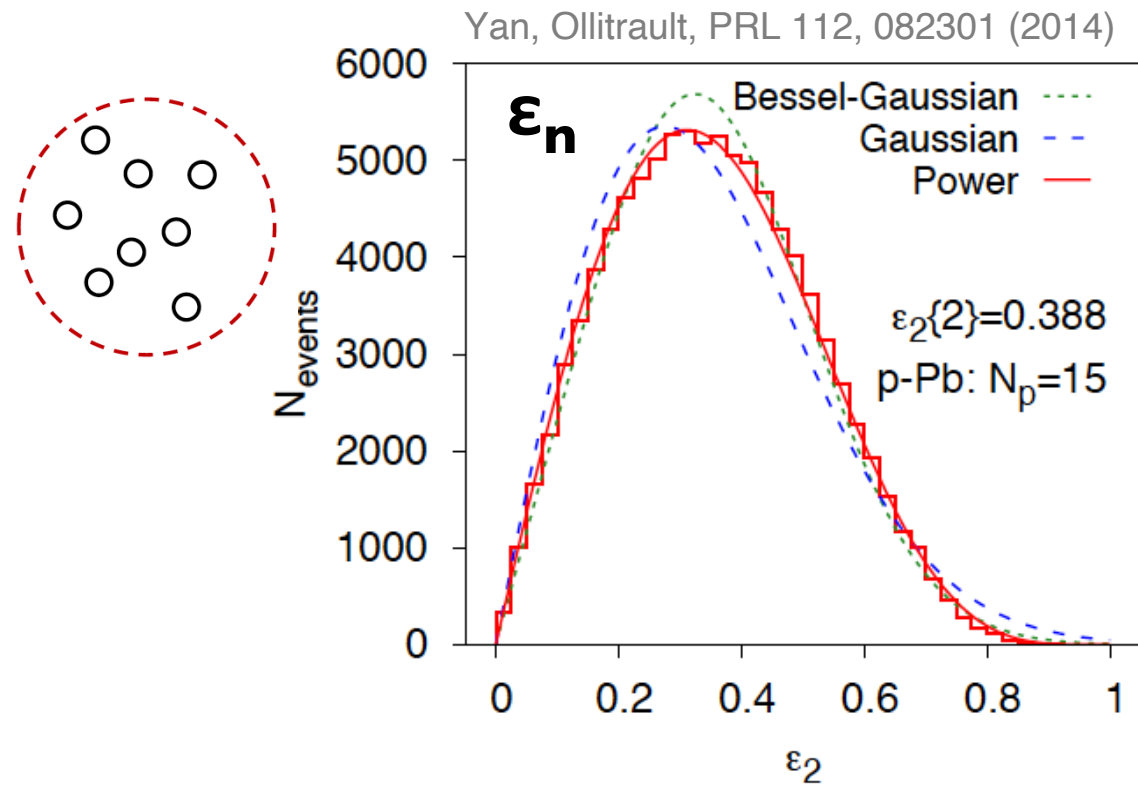 Yan, Ollitrault, PRL 112, 082301 (2014)
6000
5000
4000
3000
2000
1000
0
N_events
εn
Bessel-Gaussian
Gaussian
Power
ε2{2}=0.388
p-Pb: Np=15
0 0.2 0.4 0.6 0.8 1
ε2